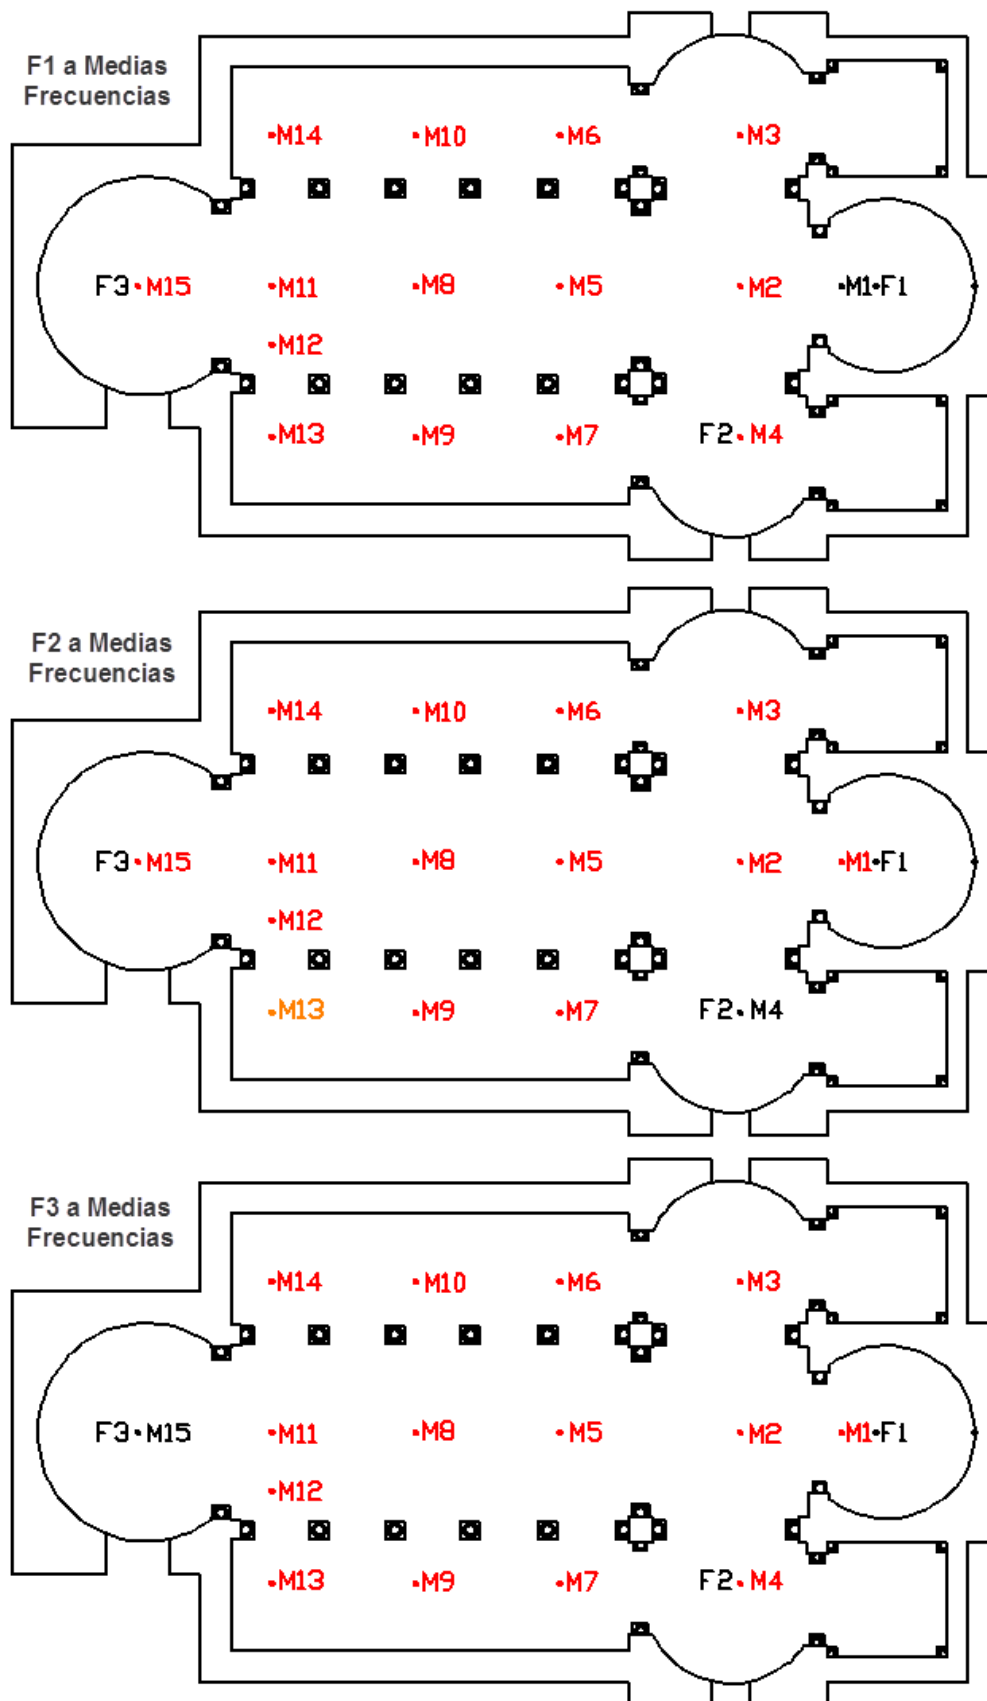 F1 a Medias
Frecuencias
M14 M10 M6 M3
F3 M15 M11 M8 M5 M2 M1 F1
M12
M13 M9 M7 F2 M4
F2 a Medias
Frecuencias
M14 M10 M6 M3
F3 M15 M11 M8 M5 M2 M1 F1
M12
M13 M9 M7 F2 M4
F3 a Medias
Frecuencias
M14 M10 M6 M3
F3 M15 M11 M8 M5 M2 M1 F1
M12
M13 M9 M7 F2 M4